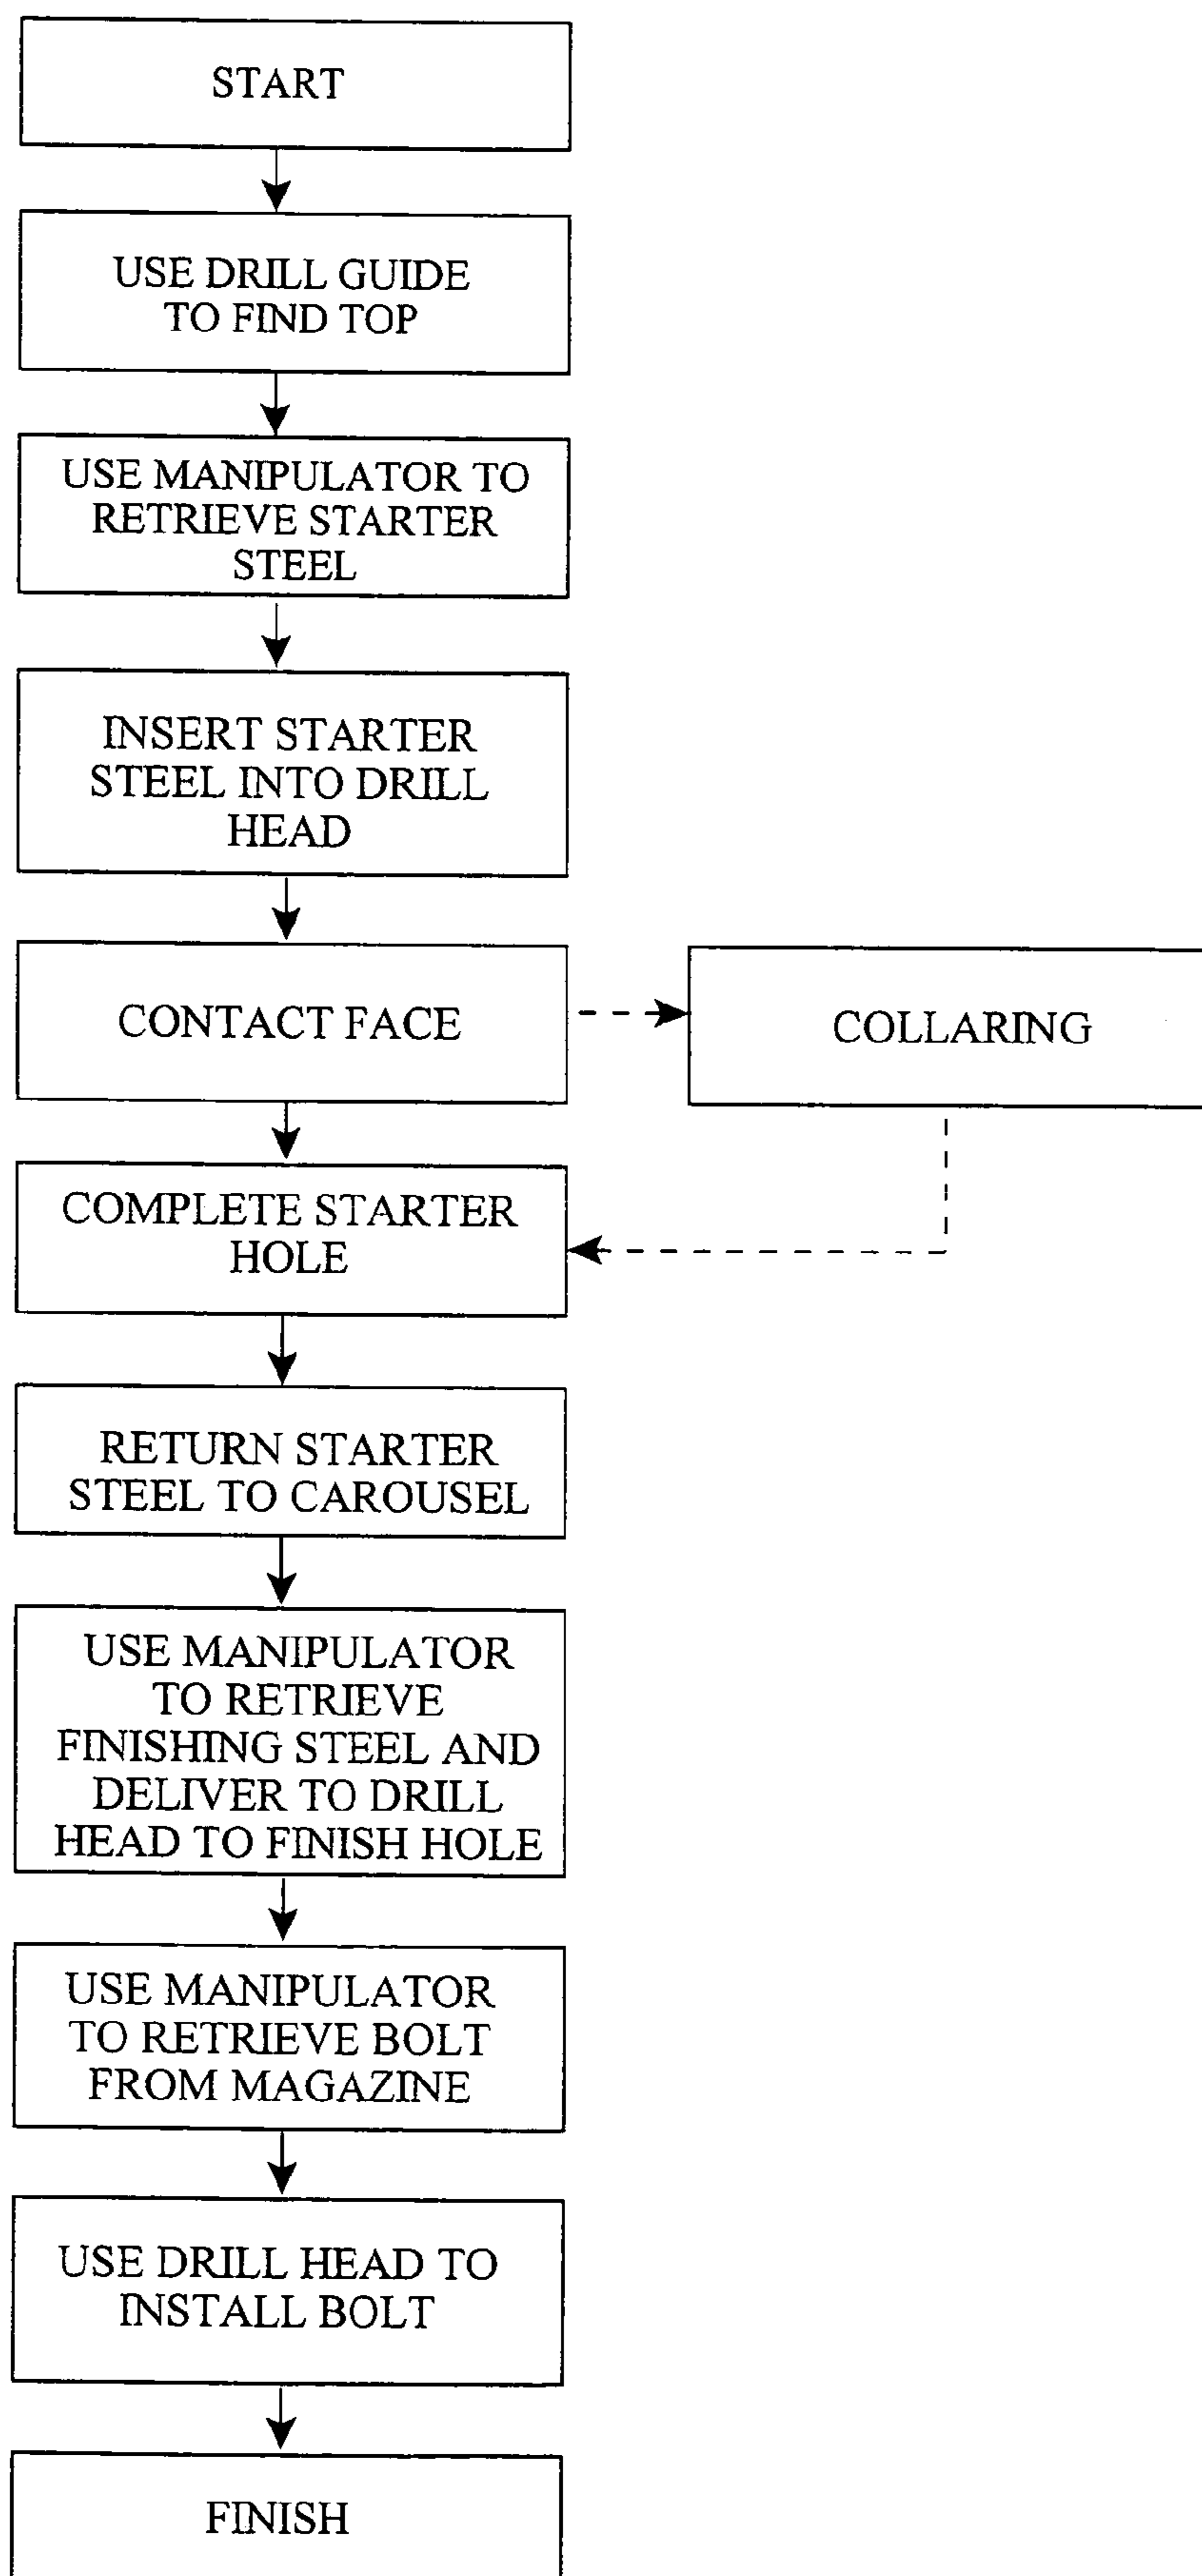 START
USE DRILL GUIDE
TO FIND TOP
USE MANIPULATOR TO
RETRIEVE STARTER
STEEL
INSERT STARTER
STEEL INTO DRILL
HEAD
CONTACT FACE
COLLARING
COMPLETE STARTER
HOLE
RETURN STARTER
STEEL TO CAROUSEL
USE MANIPULATOR
TO RETRIEVE
FINISHING STEEL AND
DELIVER TO DRILL
HEAD TO FINISH HOLE
USE MANIPULATOR
TO RETRIEVE BOLT
FROM MAGAZINE
USE DRILL HEAD TO
INSTALL BOLT
FINISH